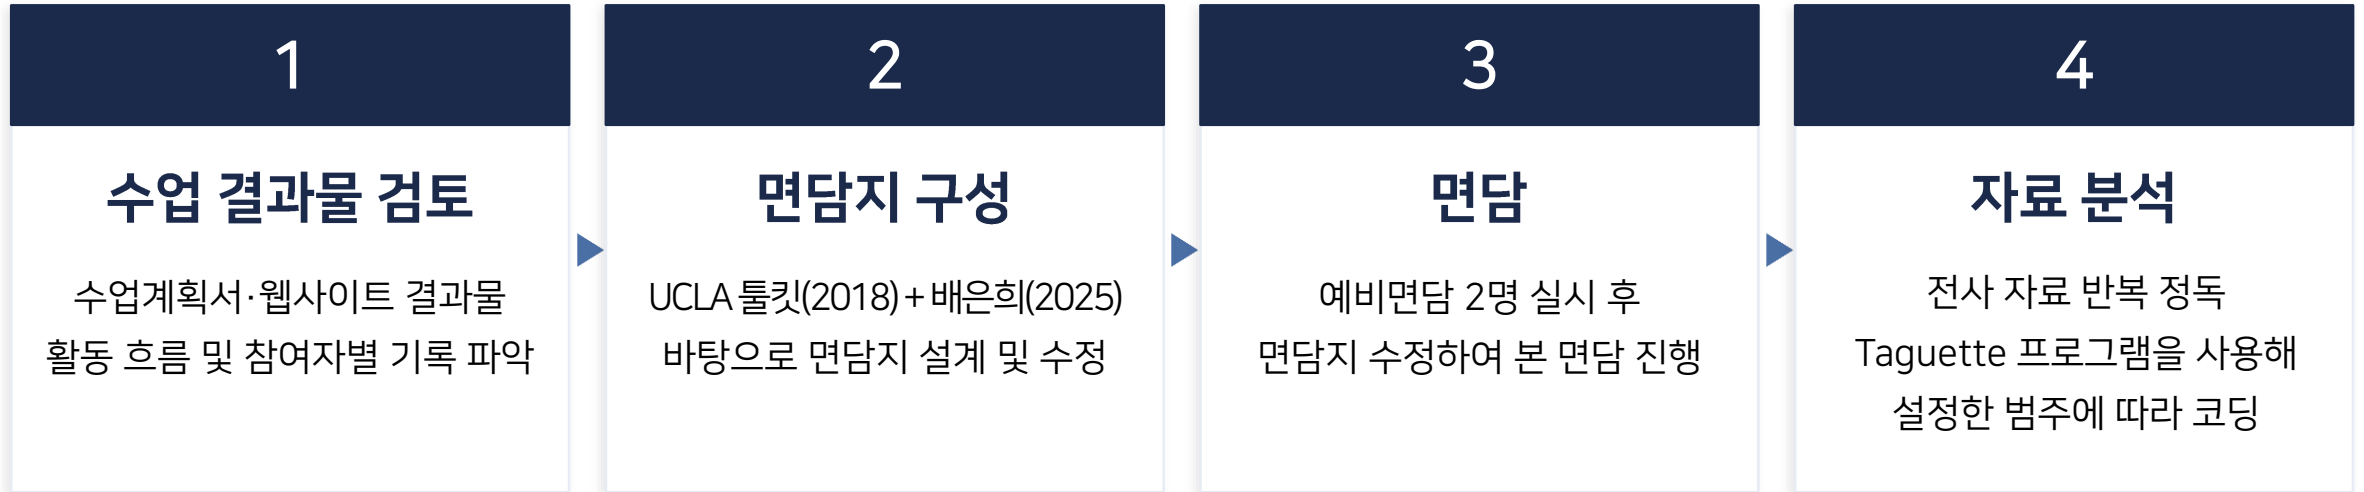 1
수업 결과물 검토
수업계획서·웹사이트 결과물
활동 흐름 및 참여자별 기록 파악
2
면담지 구성
UCLA 툴킷(2018) + 배은희(2025)
바탕으로 면담지 설계 및 수정
3
면담
예비면담 2명 실시 후
면담지 수정하여 본 면담 진행
4
자료 분석
전사 자료 반복 정독
Taguette 프로그램을 사용해
설정한 범주에 따라 코딩